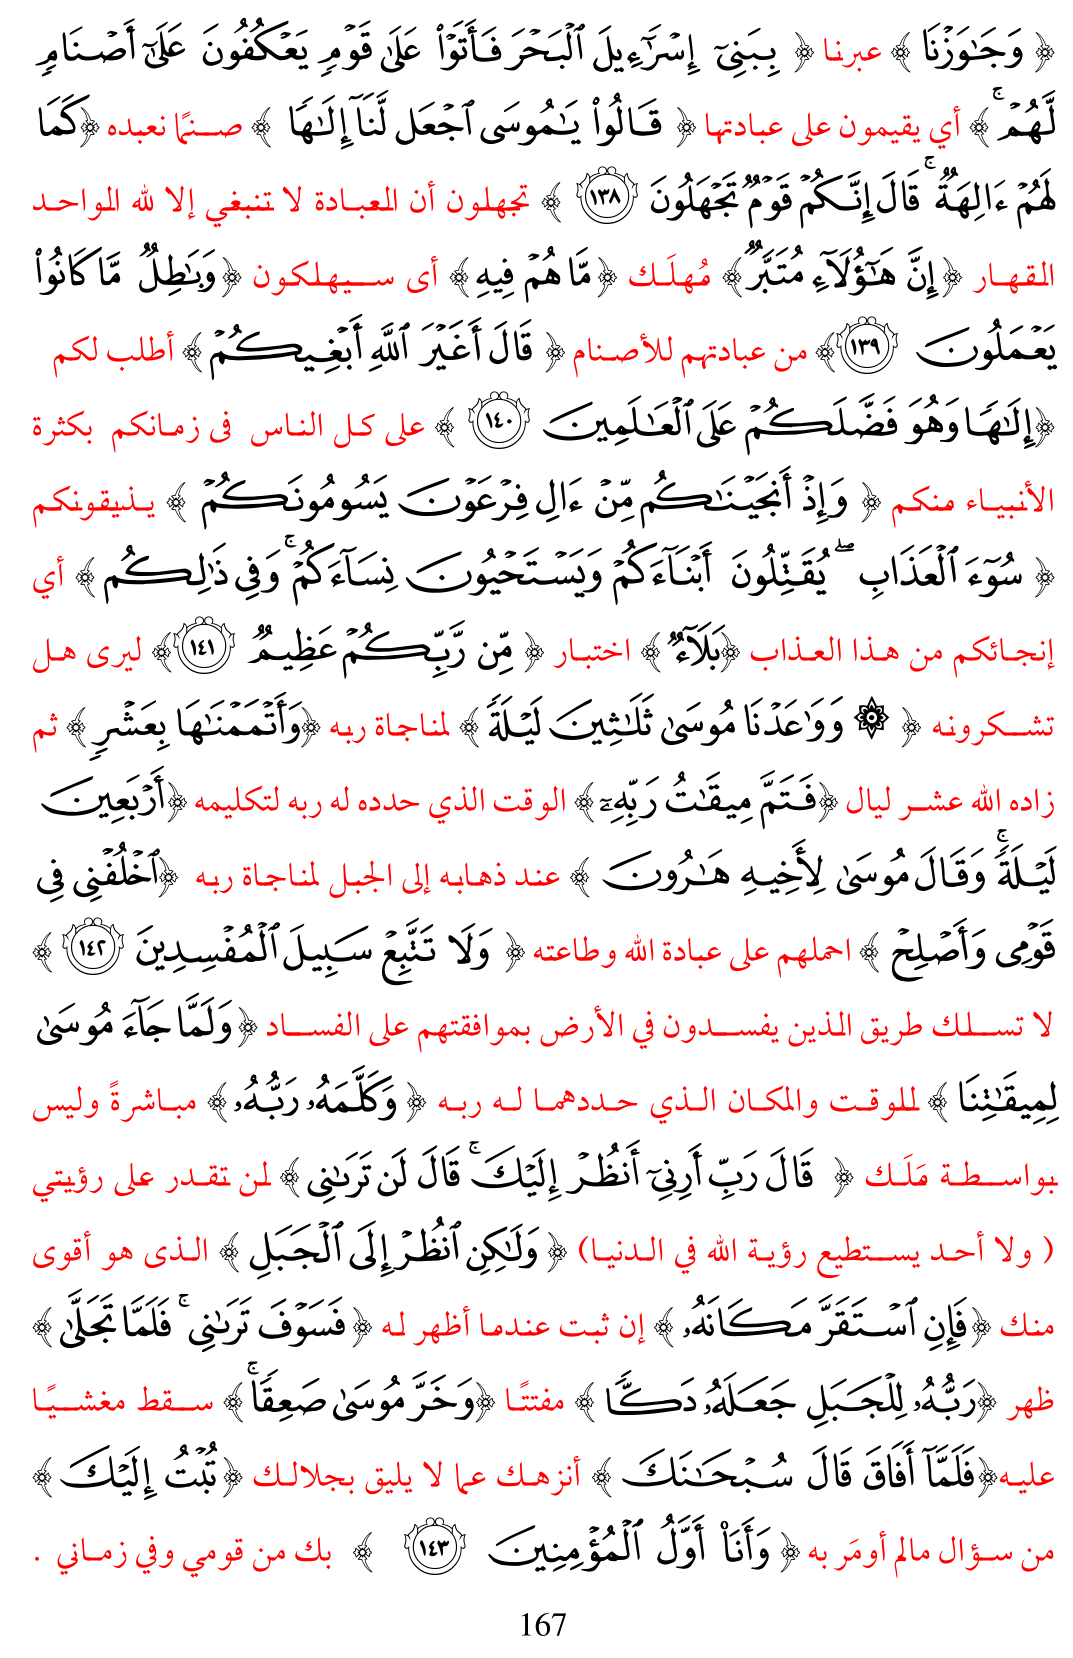 ﴿ وَجَٰوَزْنَا ﴾ عبرنا ﴿ بِبَنِىٓ إِسْرَٰٓءِيلَ ٱلْبَحْرَ فَأَتَوْا۟ عَلَىٰ قَوْمٍ يَعْكُفُونَ عَلَىٰٓ أَصْنَامٍ
لَّهُمْ ۚ ﴾ أي يقيمون على عبادتها ﴿ قَالُوا۟ يَٰمُوسَى ٱجْعَل لَّنَآ إِلَٰهًا ﴾ صنمًا نعبده ﴿كَمَا
لَهُمْ ءَالِهَةٌ ۚ قَالَ إِنَّكُمْ قَوْمٌ تَجْهَلُونَ ١٣٨ ﴾ تجهلون أن العبادة لا تنبغي إلا لله الواحد
القهار ﴿إِنَّ هَٰٓؤُلَآءِ مُتَبَّرٌ﴾ مُهلَك ﴿مَّا هُمْ فِيهِ﴾ أى سيهلكون ﴿وَبَٰطِلٌ مَّا كَانُوا۟
يَعْمَلُونَ ١٣٩﴾ من عبادتهم للأصنام ﴿ قَالَ أَغَيْرَ ٱللَّهِ أَبْغِيكُمْ﴾ أطلب لكم
﴿إِلَٰهًا وَهُوَ فَضَّلَكُمْ عَلَى ٱلْعَٰلَمِينَ ١٤٠ ﴾ على كل الناس فى زمانكم بكثرة
الأنبياء منكم ﴿ وَإِذْ أَنجَيْنَٰكُم مِّنْ ءَالِ فِرْعَوْنَ يَسُومُونَكُمْ ﴾ يذيقونكم
﴿ سُوٓءَ ٱلْعَذَابِ ۖ يُقَتِّلُونَ أَبْنَآءَكُمْ وَيَسْتَحْيُونَ نِسَآءَكُمْ ۚ وَفِى ذَٰلِكُم ﴾ أي
إنجائكم من هذا العذاب ﴿بَلَآءٌ﴾ اختبار ﴿ مِّن رَّبِّكُمْ عَظِيمٌ ١٤١﴾ ليرى هل
تشكرونه ﴿ ۞ وَوَٰعَدْنَا مُوسَىٰ ثَلَٰثِينَ لَيْلَةً ﴾ لمناجاة ربه ﴿وَأَتْمَمْنَٰهَا بِعَشْرٍ﴾ ثم
زاده الله عشر ليال ﴿فَتَمَّ مِيقَٰتُ رَبِّهِۦٓ﴾ الوقت الذي حدده له ربه لتكليمه ﴿أَرْبَعِينَ
لَيْلَةً ۚ وَقَالَ مُوسَىٰ لِأَخِيهِ هَٰرُونَ ﴾ عند ذهابه إلى الجبل لمناجاة ربه ﴿ٱخْلُفْنِى فِى
قَوْمِى وَأَصْلِحْ ﴾ احملهم على عبادة الله وطاعته ﴿ وَلَا تَتَّبِعْ سَبِيلَ ٱلْمُفْسِدِينَ ١٤٢ ﴾
لا تسلك طريق الذين يفسدون في الأرض بموافقتهم على الفساد ﴿وَلَمَّا جَآءَ مُوسَىٰ
لِمِيقَٰتِنَا ﴾ للوقت والمكان الذي حددهما له ربه ﴿ وَكَلَّمَهُۥ رَبُّهُۥ ﴾ مباشرةً وليس
بواسطة مَلَك ﴿ قَالَ رَبِّ أَرِنِىٓ أَنظُرْ إِلَيْكَ ۚ قَالَ لَن تَرَىٰنِى ﴾ لمن تقدر على رؤيتي
( ولا أحد يستطيع رؤية الله في الدنيا) ﴿ وَلَٰكِنِ ٱنظُرْ إِلَى ٱلْجَبَلِ ﴾ الذى هو أقوى
منك ﴿فَإِنِ ٱسْتَقَرَّ مَكَانَهُۥ ﴾ إن ثبت عندما أظهر له ﴿ فَسَوْفَ تَرَىٰنِى ۚ فَلَمَّا تَجَلَّىٰ ﴾
ظهر ﴿رَبُّهُۥ لِلْجَبَلِ جَعَلَهُۥ دَكًّا ﴾ مفتتًا ﴿وَخَرَّ مُوسَىٰ صَعِقًا ۚ﴾ سقط مغشيًا
عليه﴿فَلَمَّآ أَفَاقَ قَالَ سُبْحَٰنَكَ ﴾ أنزهك عما لا يليق بجلالك ﴿ تُبْتُ إِلَيْكَ ﴾
من سؤال مالم أومَر به ﴿ وَأَنَا۠ أَوَّلُ ٱلْمُؤْمِنِينَ ١٤٣ ﴾ بك من قومي وفي زماني .
167